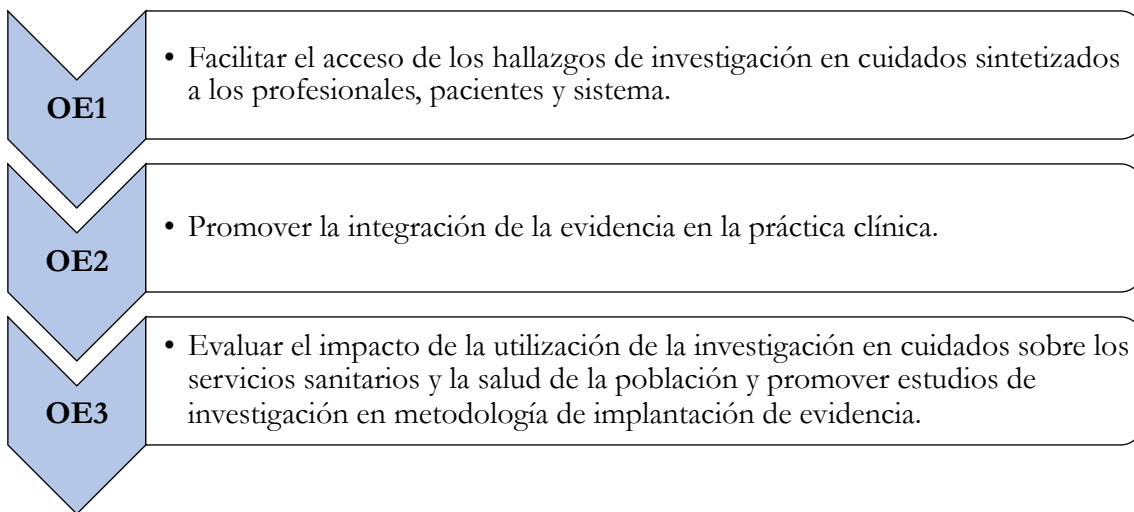 OE1
• Facilitar el acceso de los hallazgos de investigación en cuidados sintetizados
a los profesionales, pacientes y sistema.
OE2
• Promover la integración de la evidencia en la práctica clínica.
OE3
• Evaluar el impacto de la utilización de la investigación en cuidados sobre los
servicios sanitarios y la salud de la población y promover estudios de
investigación en metodología de implantación de evidencia.